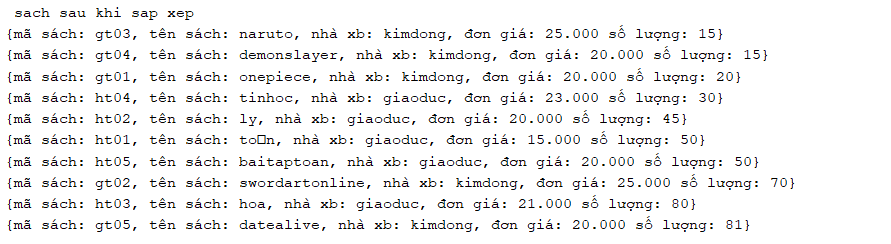 sach sau khi sap xep
{mã sách: gt03, tên sách: naruto, nhà xb: kimdong, đơn giá: 25.000 số lượng: 15}
{mã sách: gt04, tên sách: demonslayer, nhà xb: kimdong, đơn giá: 20.000 số lượng: 15}
{mã sách: gt01, tên sách: onepiece, nhà xb: kimdong, đơn giá: 20.000 số lượng: 20}
{mã sách: ht04, tên sách: tinhoc, nhà xb: giaoduc, đơn giá: 23.000 số lượng: 30}
{mã sách: ht02, tên sách: ly, nhà xb: giaoduc, đơn giá: 20.000 số lượng: 45}
{mã sách: ht01, tên sách: to□n, nhà xb: giaoduc, đơn giá: 15.000 số lượng: 50}
{mã sách: ht05, tên sách: baitaptoan, nhà xb: giaoduc, đơn giá: 20.000 số lượng: 50}
{mã sách: gt02, tên sách: swordartonline, nhà xb: kimdong, đơn giá: 25.000 số lượng: 70}
{mã sách: ht03, tên sách: hoa, nhà xb: giaoduc, đơn giá: 21.000 số lượng: 80}
{mã sách: gt05, tên sách: datealive, nhà xb: kimdong, đơn giá: 20.000 số lượng: 81}